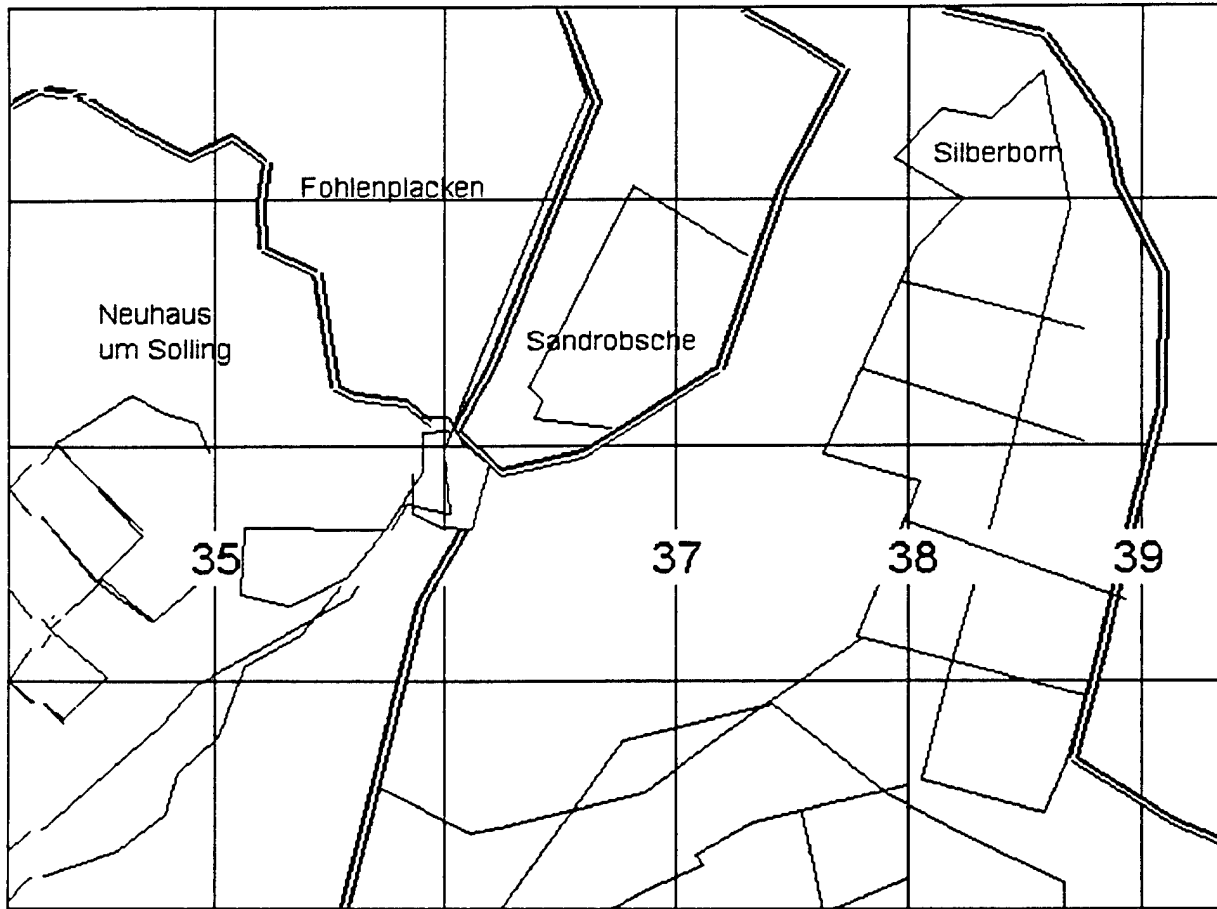 Silberborn
Fohlenplacken
Neuhaus
um Solling
Sandrobsche
35
37
38
39